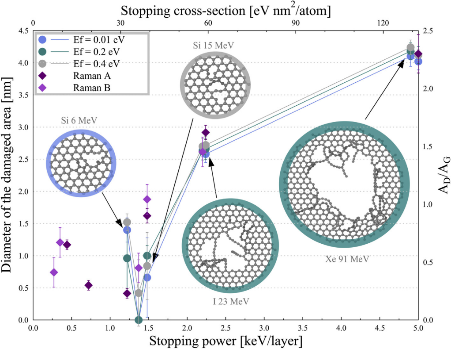 Stopping cross-section [eV nm²/atom]
0 30 60 90 120
4.5 4.0 3.5 3.0 2.5 2.0 1.5 1.0 0.5 0.0
Diameter of the damaged area [nm]
Ef = 0.01 eV
Ef = 0.2 eV
Ef = 0.4 eV
Raman A
Raman B
Si 15 MeV
Si 6 MeV
I 23 MeV
Xe 91 MeV
2.5 2.0 1.5 1.0 0.5 0.0
A_D/A_G
0.0 0.5 1.0 1.5 2.0 2.5 3.0 3.5 4.0 4.5 5.0
Stopping power [keV/layer]